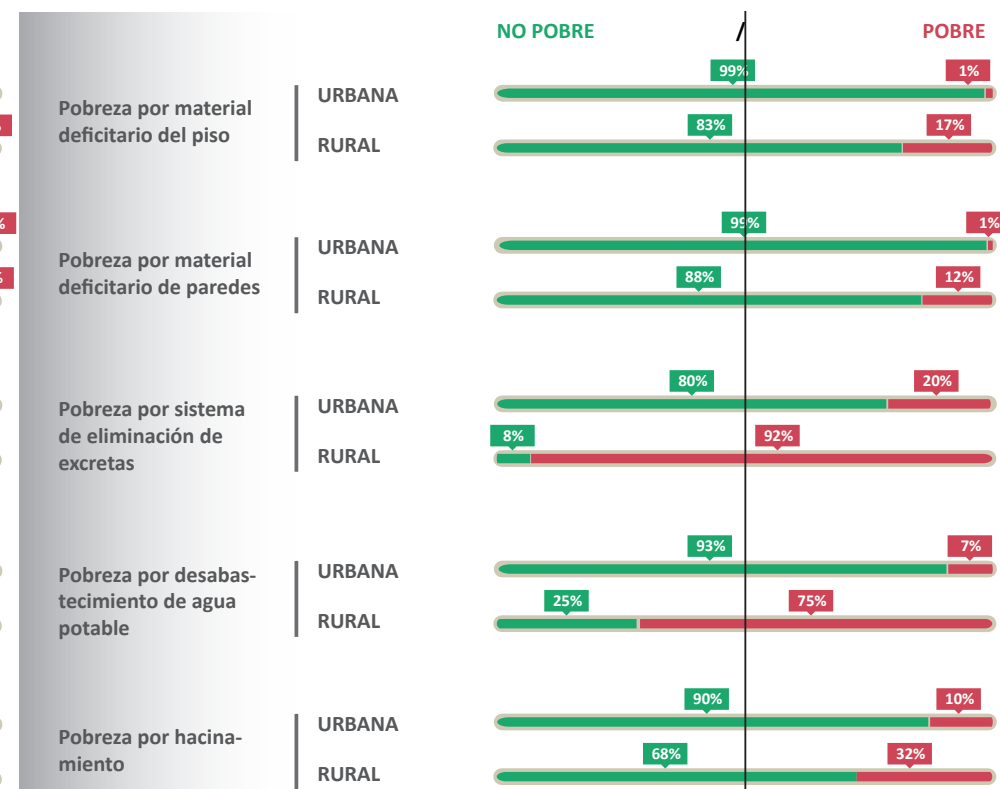 NO POBRE / POBRE
Pobreza por material
deficitario del piso
URBANA
99% 1%
RURAL
83% 17%
Pobreza por material
deficitario de paredes
URBANA
99% 1%
RURAL
88% 12%
Pobreza por sistema
de eliminación de
excretas
URBANA
80% 20%
RURAL
8% 92%
Pobreza por desabas-
tecimiento de agua
potable
URBANA
93% 7%
RURAL
25% 75%
Pobreza por hacina-
miento
URBANA
90% 10%
RURAL
68% 32%